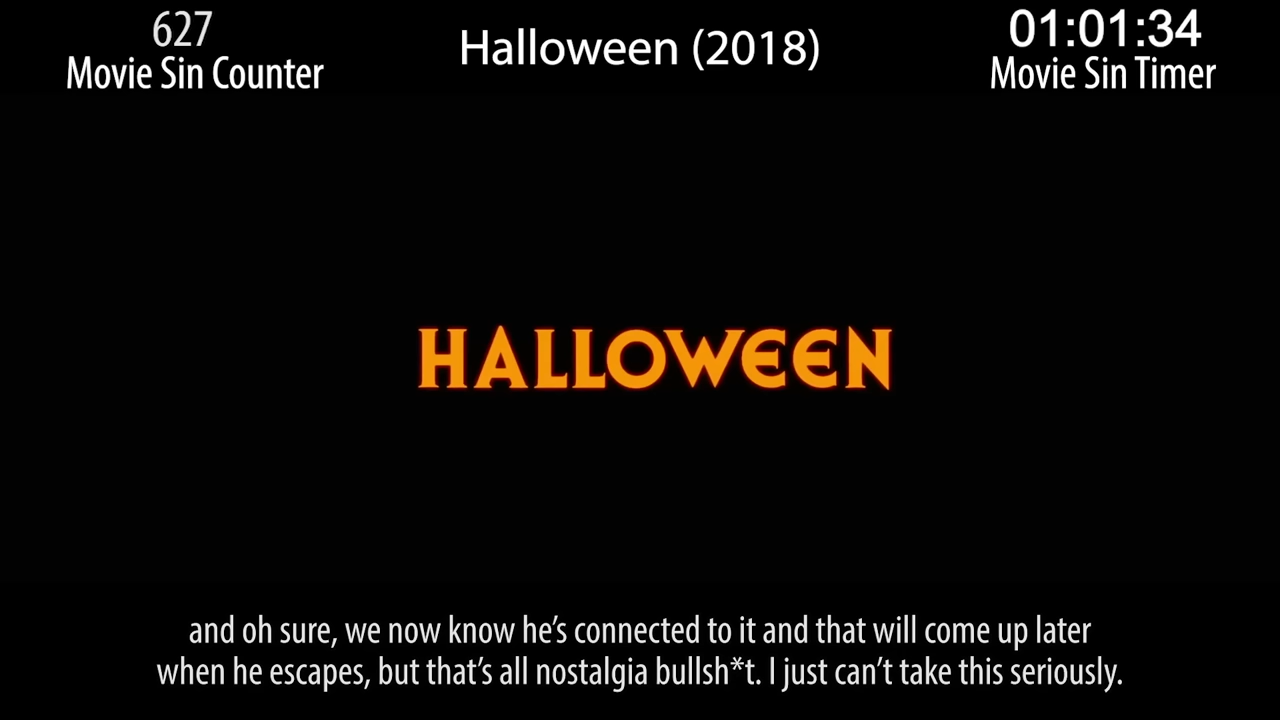 627
Movie Sin Counter
Halloween (2018)
01:01:34
Movie Sin Timer
HALLOWEEN
and oh sure, we now know he's connected to it and that will come up later
when he escapes, but that's all nostalgia bullsh*t. I just can't take this seriously.